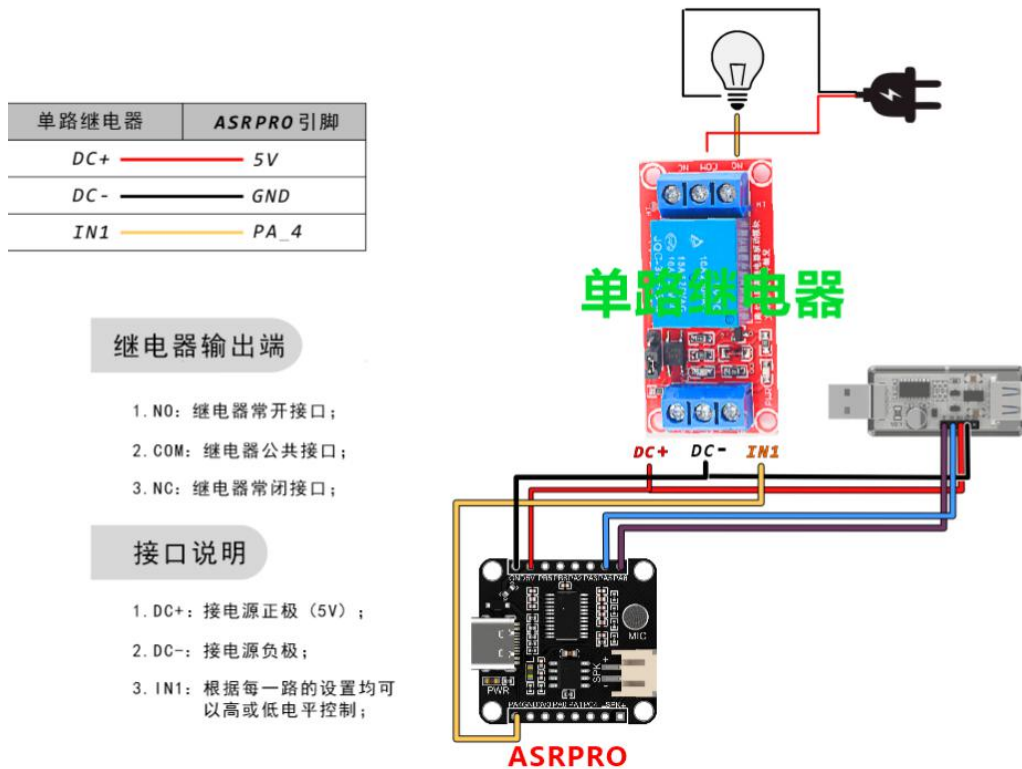 单路继电器 ASRPRO引脚
DC+ 5V
DC- GND
IN1 PA_4
继电器输出端
1.NO：继电器常开接口；
2.COM：继电器公共接口；
3.NC：继电器常闭接口；
接口说明
1.DC+：接电源正极（5V）；
2.DC-：接电源负极；
3.IN1：根据每一路的设置均可
以高或低电平控制；
NC COM
单路继电器
DC+ DC- IN1
MIC
SPK
PWR
ASRPRO